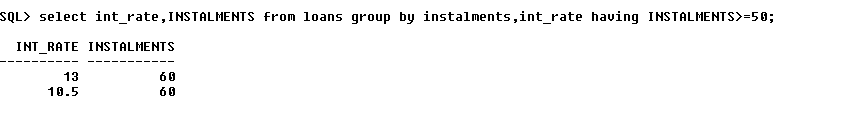 SQL> select int_rate,INSTALMENTS from loans group by instalments,int_rate having INSTALMENTS>=50;
INT_RATE INSTALMENTS
---------- -----------
13 60
10.5 60